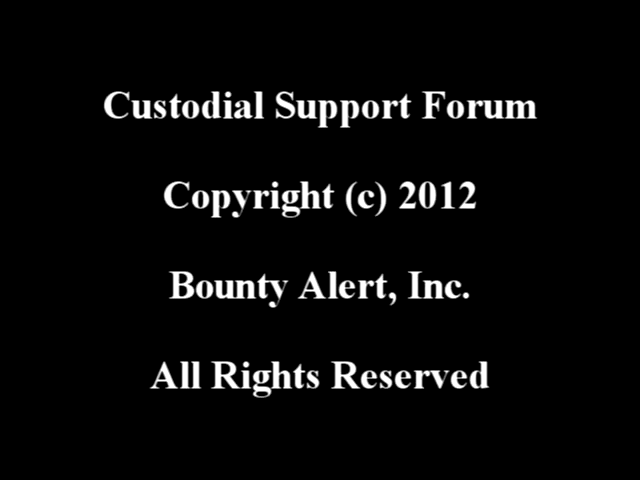 Custodial Support Forum
Copyright (c) 2012
Bounty Alert, Inc.
All Rights Reserved